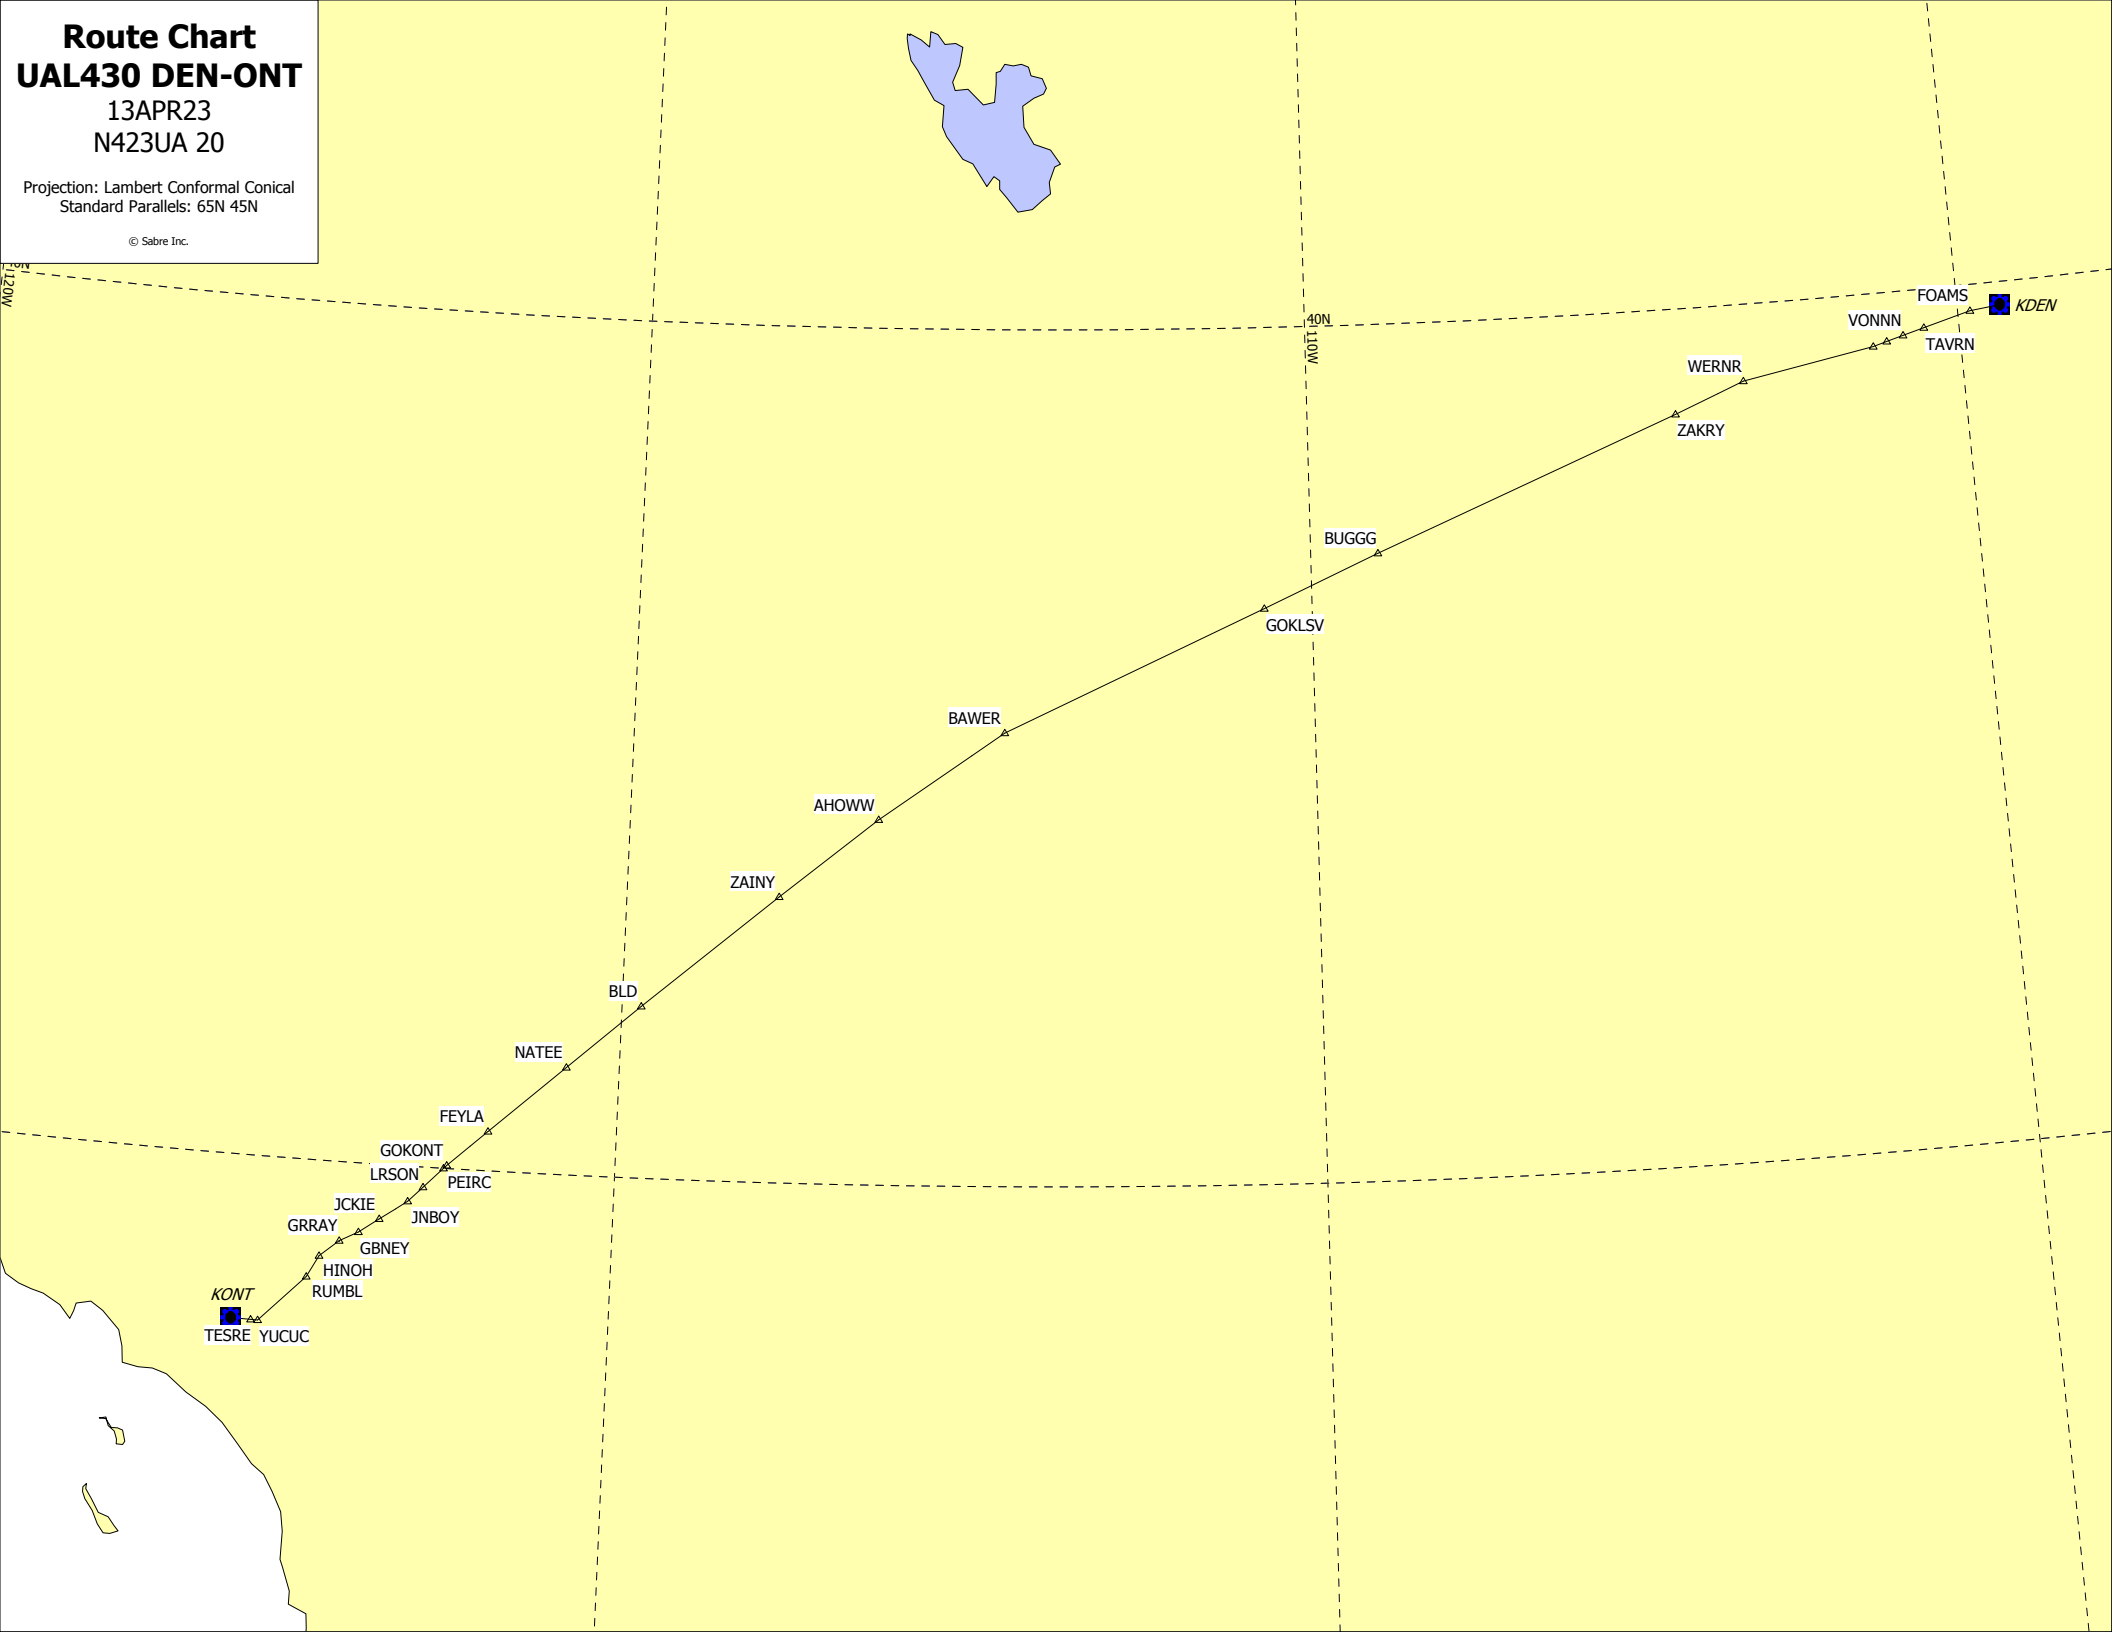 Route Chart
UAL430 DEN-ONT
13APR23
N423UA 20
Projection: Lambert Conformal Conical
Standard Parallels: 65N 45N
© Sabre Inc.
120W
FOAMS
KDEN
40N
VONNN
110W
TAVRN
WERNR
ZAKRY
BUGGG
GOKLSV
BAWER
AHOWW
ZAINY
BLD
NATEE
FEYLA
GOKONT
LRSON
PEIRC
JCKIE
JNBOY
GRRAY
GBNEY
HINOH
RUMBL
KONT
TESRE
YUCUC